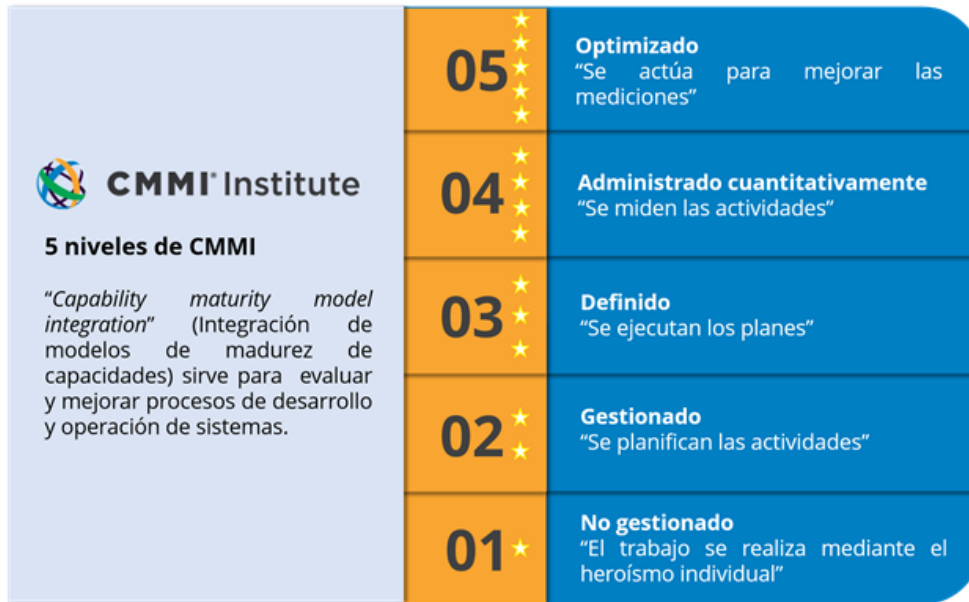 CMMI® Institute
5 niveles de CMMI
“Capability maturity model
integration” (Integración de
modelos de madurez de
capacidades) sirve para evaluar
y mejorar procesos de desarrollo
y operación de sistemas.
05
Optimizado
“Se actúa para mejorar las
mediciones”
04
Administrado cuantitativamente
“Se miden las actividades”
03
Definido
“Se ejecutan los planes”
02
Gestionado
“Se planifican las actividades”
01
No gestionado
“El trabajo se realiza mediante el
heroísmo individual”